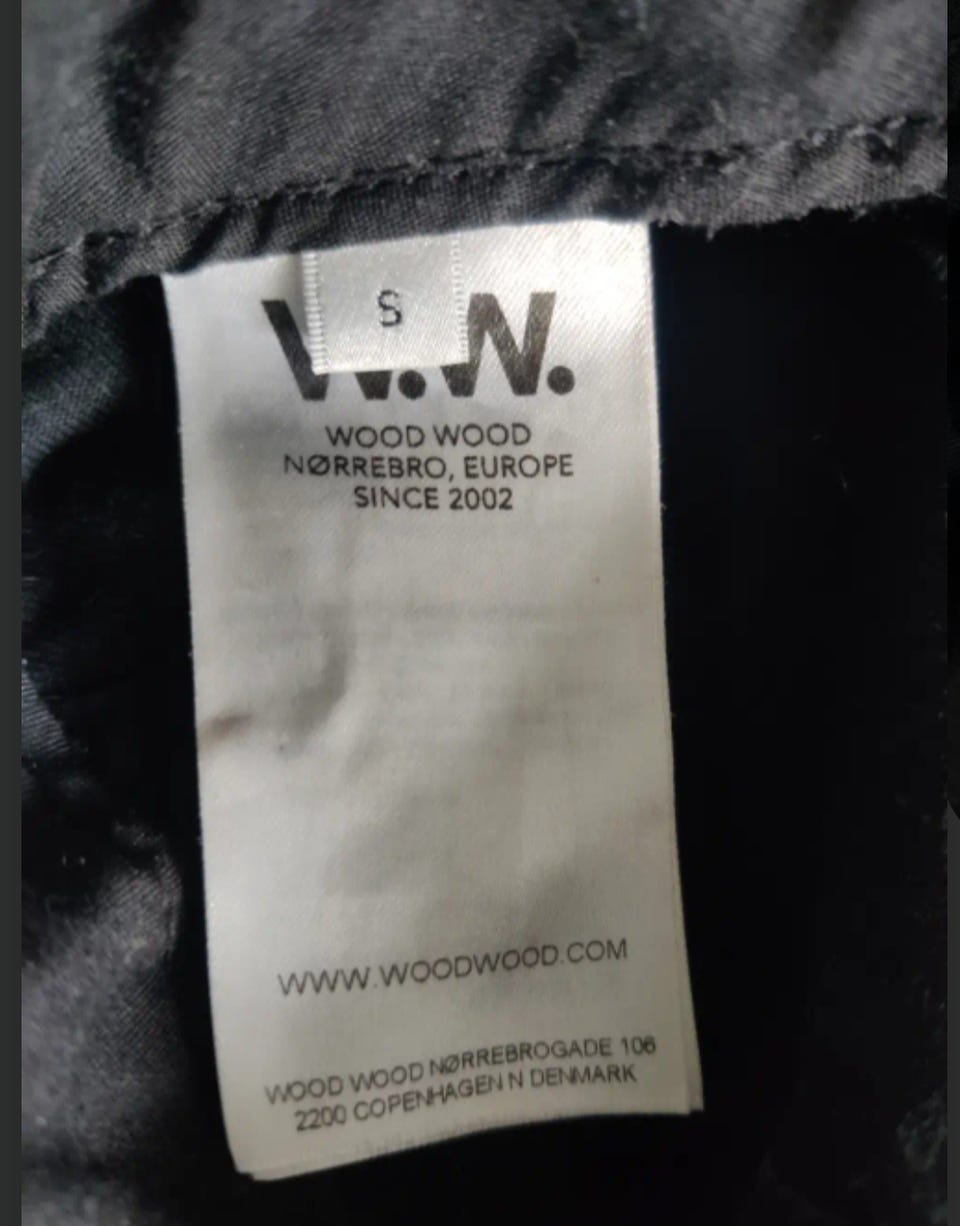 S
W.W.
WOOD WOOD
NØRREBRO, EUROPE
SINCE 2002
WWW.WOODWOOD.COM
WOOD WOOD NØRREBROGADE 106
2200 COPENHAGEN N DENMARK